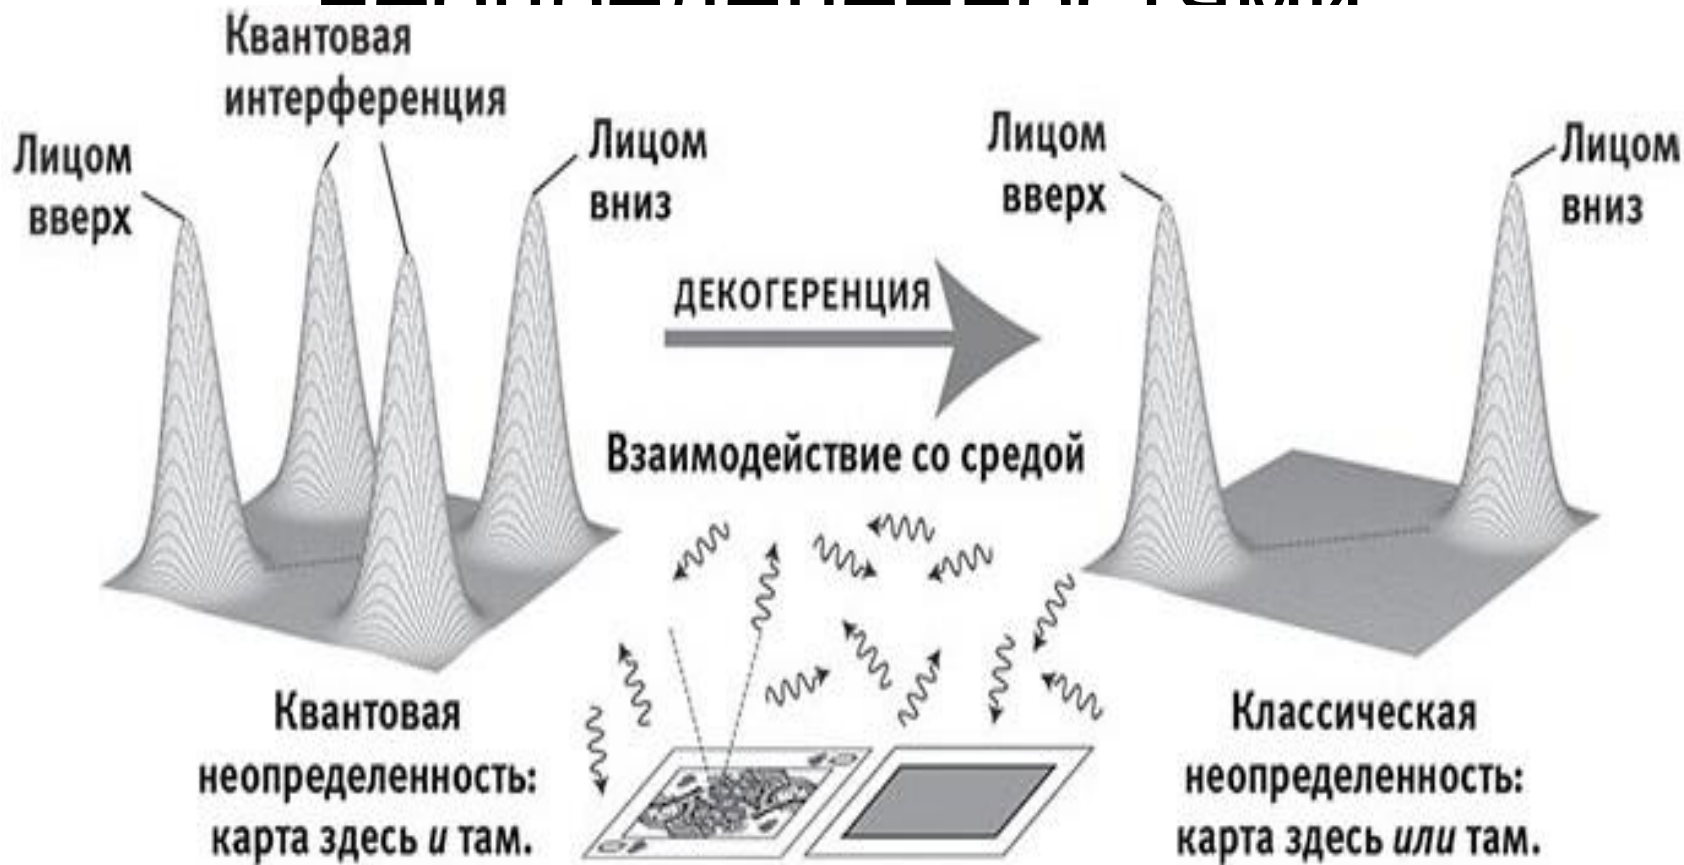 Квантовая
интерференция
Лицом
вверх
Лицом
вниз
ДЕКОГЕРЕНЦИЯ
Взаимодействие со средой
Лицом
вверх
Лицом
вниз
Квантовая
неопределенность:
карта здесь и там.
Классическая
неопределенность:
карта здесь или там.